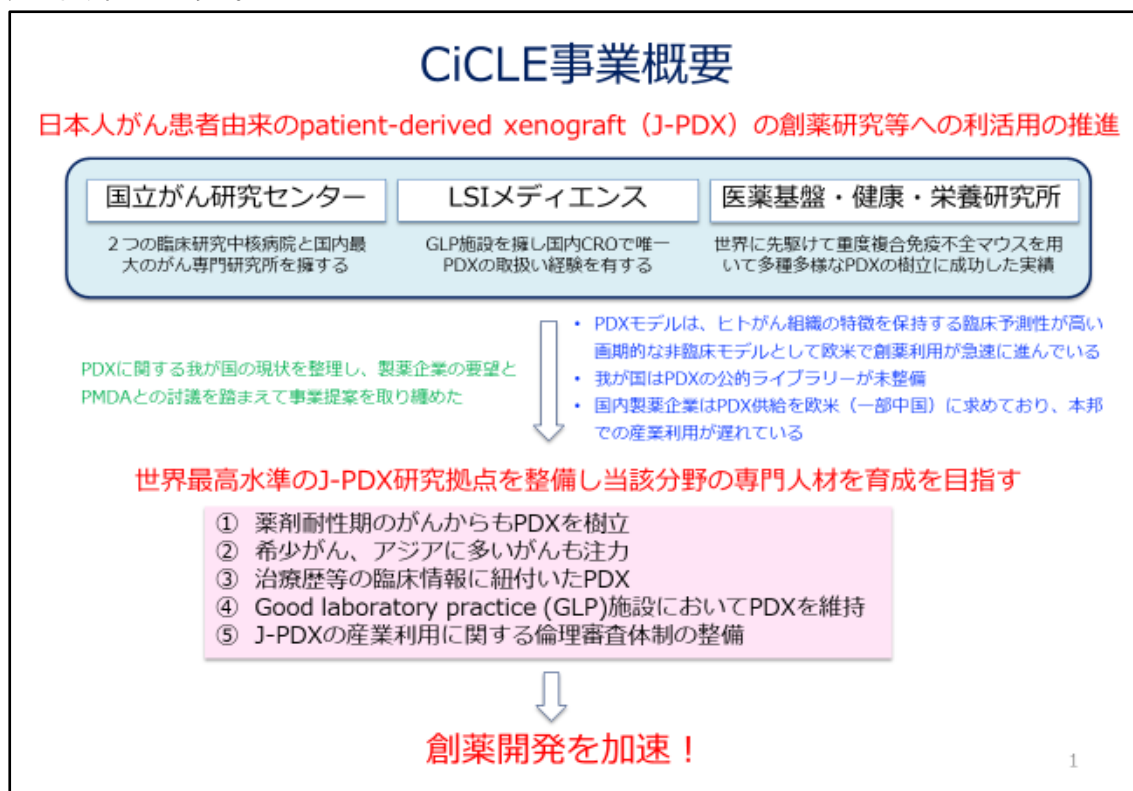 CiCLE事業概要
日本人がん患者由来のpatient-derived xenograft（J-PDX）の創薬研究等への利活用の推進
国立がん研究センター
２つの臨床研究中核病院と国内最
大のがん専門研究所を擁する
LSIメディエンス
GLP施設を擁し国内CROで唯一
PDXの取扱い経験を有する
医薬基盤・健康・栄養研究所
世界に先駆けて重度複合免疫不全マウスを用
いて多種多様なPDXの樹立に成功した実績
PDXに関する我が国の現状を整理し、製薬企業の要望と
PMDAとの討議を踏まえて事業提案を取り纏めた
• PDXモデルは、ヒトがん組織の特徴を保持する臨床予測性が高い
画期的な非臨床モデルとして欧米で創薬利用が急速に進んでいる
• 我が国はPDXの公的ライブラリーが未整備
• 国内製薬企業はPDX供給を欧米（一部中国）に求めており、本邦
での産業利用が遅れている
世界最高水準のJ-PDX研究拠点を整備し当該分野の専門人材を育成を目指す
① 薬剤耐性期のがんからもPDXを樹立
② 希少がん、アジアに多いがんも注力
③ 治療歴等の臨床情報に紐付いたPDX
④ Good laboratory practice (GLP)施設においてPDXを維持
⑤ J-PDXの産業利用に関する倫理審査体制の整備
創薬開発を加速！
1